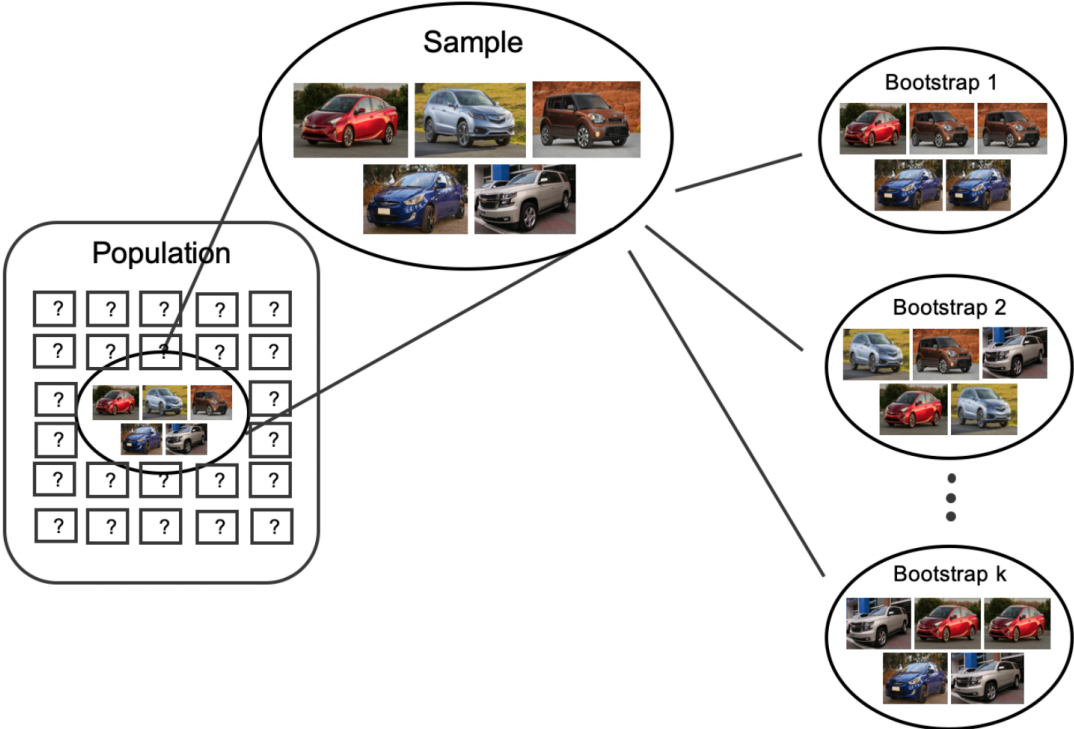 Sample
Bootstrap 1
Population
? ? ? ? ?
? ? ? ? ?
? ?
? ?
? ? ? ? ?
? ? ? ? ?
Bootstrap 2
Bootstrap k